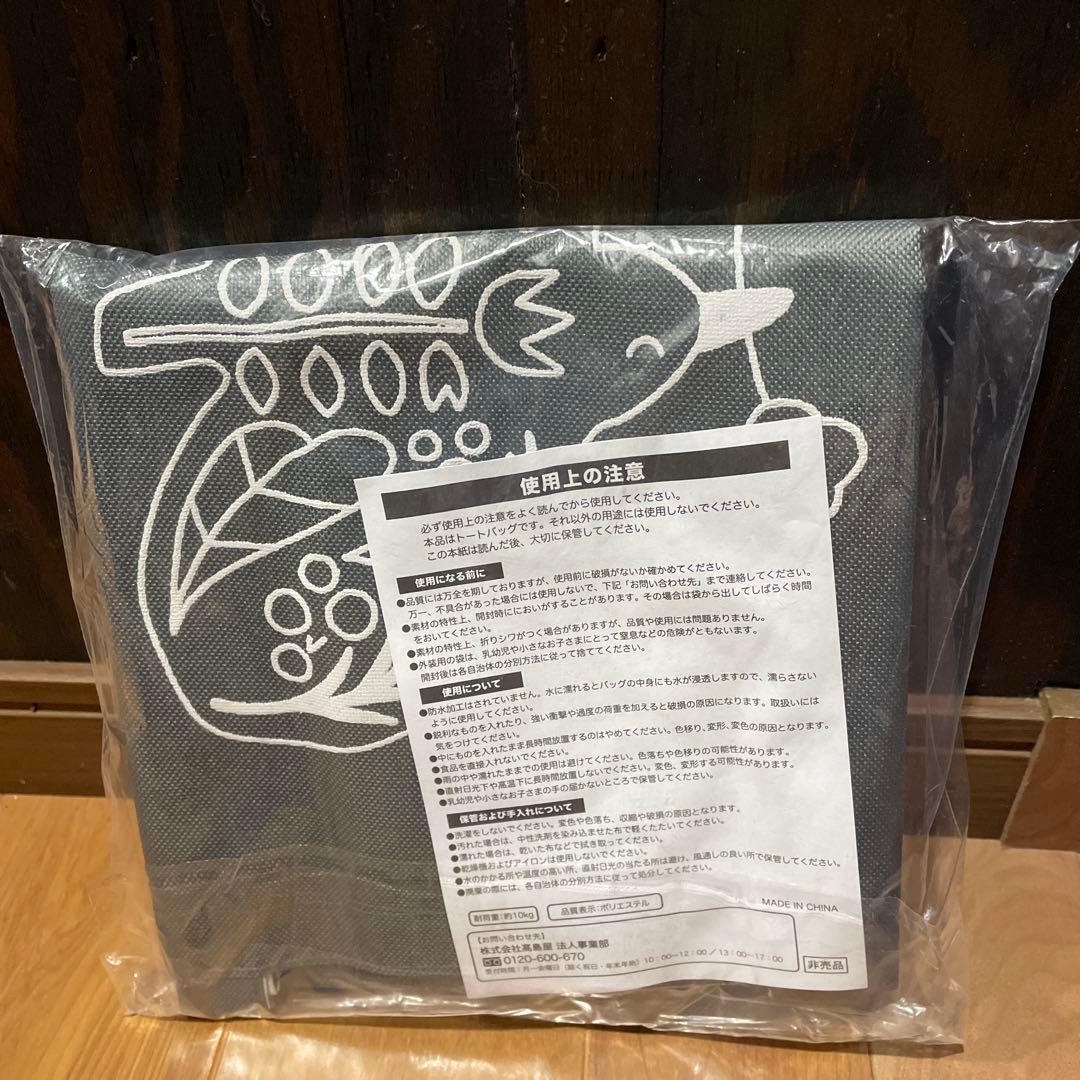 使用上の注意
必ず使用上の注意をよく読んでから使用してください。
本品はトートバッグです。それ以外の用途には使用しないでください。
この本紙は読んだ後、大切に保管してください。
使用になる前に
●品質には万全を期しておりますが、使用前に破損がないか確かめてください。
万一、不具合があった場合には使用しないで、下記「お問い合わせ先」まで連絡してください。
●素材の特性上、開封時ににおいがすることがあります。その場合は袋から出してしばらく時間
をおいてください。
●素材の特性上、折りシワがつく場合がありますが、品質や使用には問題ありません。
●外装用の袋は、乳幼児や小さなお子さまにとって窒息などの危険がともないます。
開封後は各自治体の分別方法に従って捨ててください。
使用について
●防水加工はされていません。水に濡れるとバッグの中身にも水が浸透しますので、濡らさない
ように使用してください。
●鋭利なものを入れたり、強い衝撃や過度の荷重を加えると破損の原因になります。取扱いには
気をつけてください。
●中にものを入れたまま長時間放置するのはやめてください。色移り、変形、変色の原因となります。
●食品を直接入れないでください。
●雨の中や濡れたままでの使用は避けてください。色落ちや色移りの可能性があります。
●直射日光下や高温下に長時間放置しないでください。変色、変形する可能性があります。
●乳幼児や小さなお子さまの手の届かないところで保管してください。
保管および手入れについて
●洗濯をしないでください。変色や色落ち、収縮や破損の原因となります。
●汚れた場合は、中性洗剤を染み込ませた布で軽くたたいてください。
●濡れた場合は、乾いた布などで拭き取ってください。
●乾燥機およびアイロンは使用しないでください。
●水のかかる所や温度の高い所、直射日光の当たる所は避け、風通しの良い所で保管してください。
●廃棄の際には、各自治体の分別方法に従って処分してください。
耐荷重:約10kg 品質表示:ポリエステル MADE IN CHINA
【お問い合わせ先】
株式会社髙島屋 法人事業部
0120-600-670
受付時間:月～金曜日(除く祝日・年末年始) 10:00～12:00/13:00～17:00
非売品